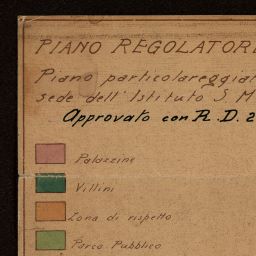 PIANO REGOLATORE
Piano particolareggiat
sede dell'Istituto S. M
Approvato con R. D. 2
Palazzine
Villini
Zona di rispetto
Parco Pubblico